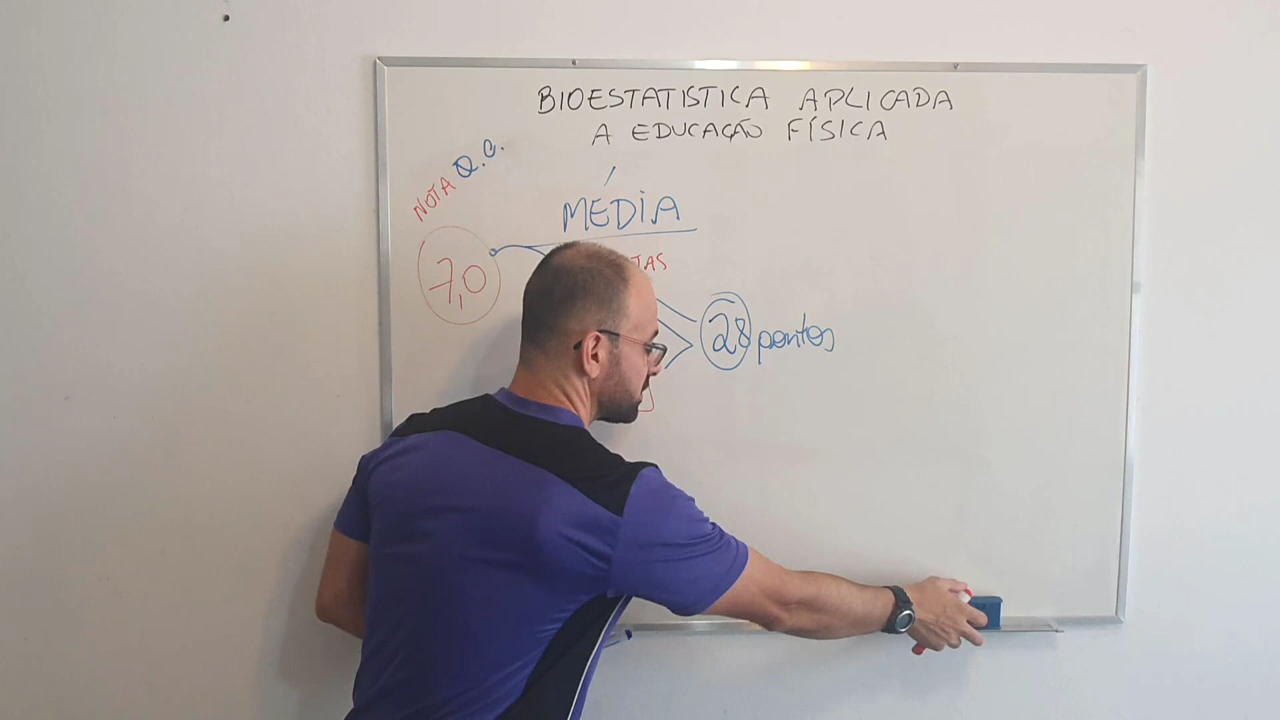 BIOESTATISTICA APLICADA
A EDUCAÇÃO FÍSICA
NOTA Q.C.
MÉDIA
7,0
28 pontos